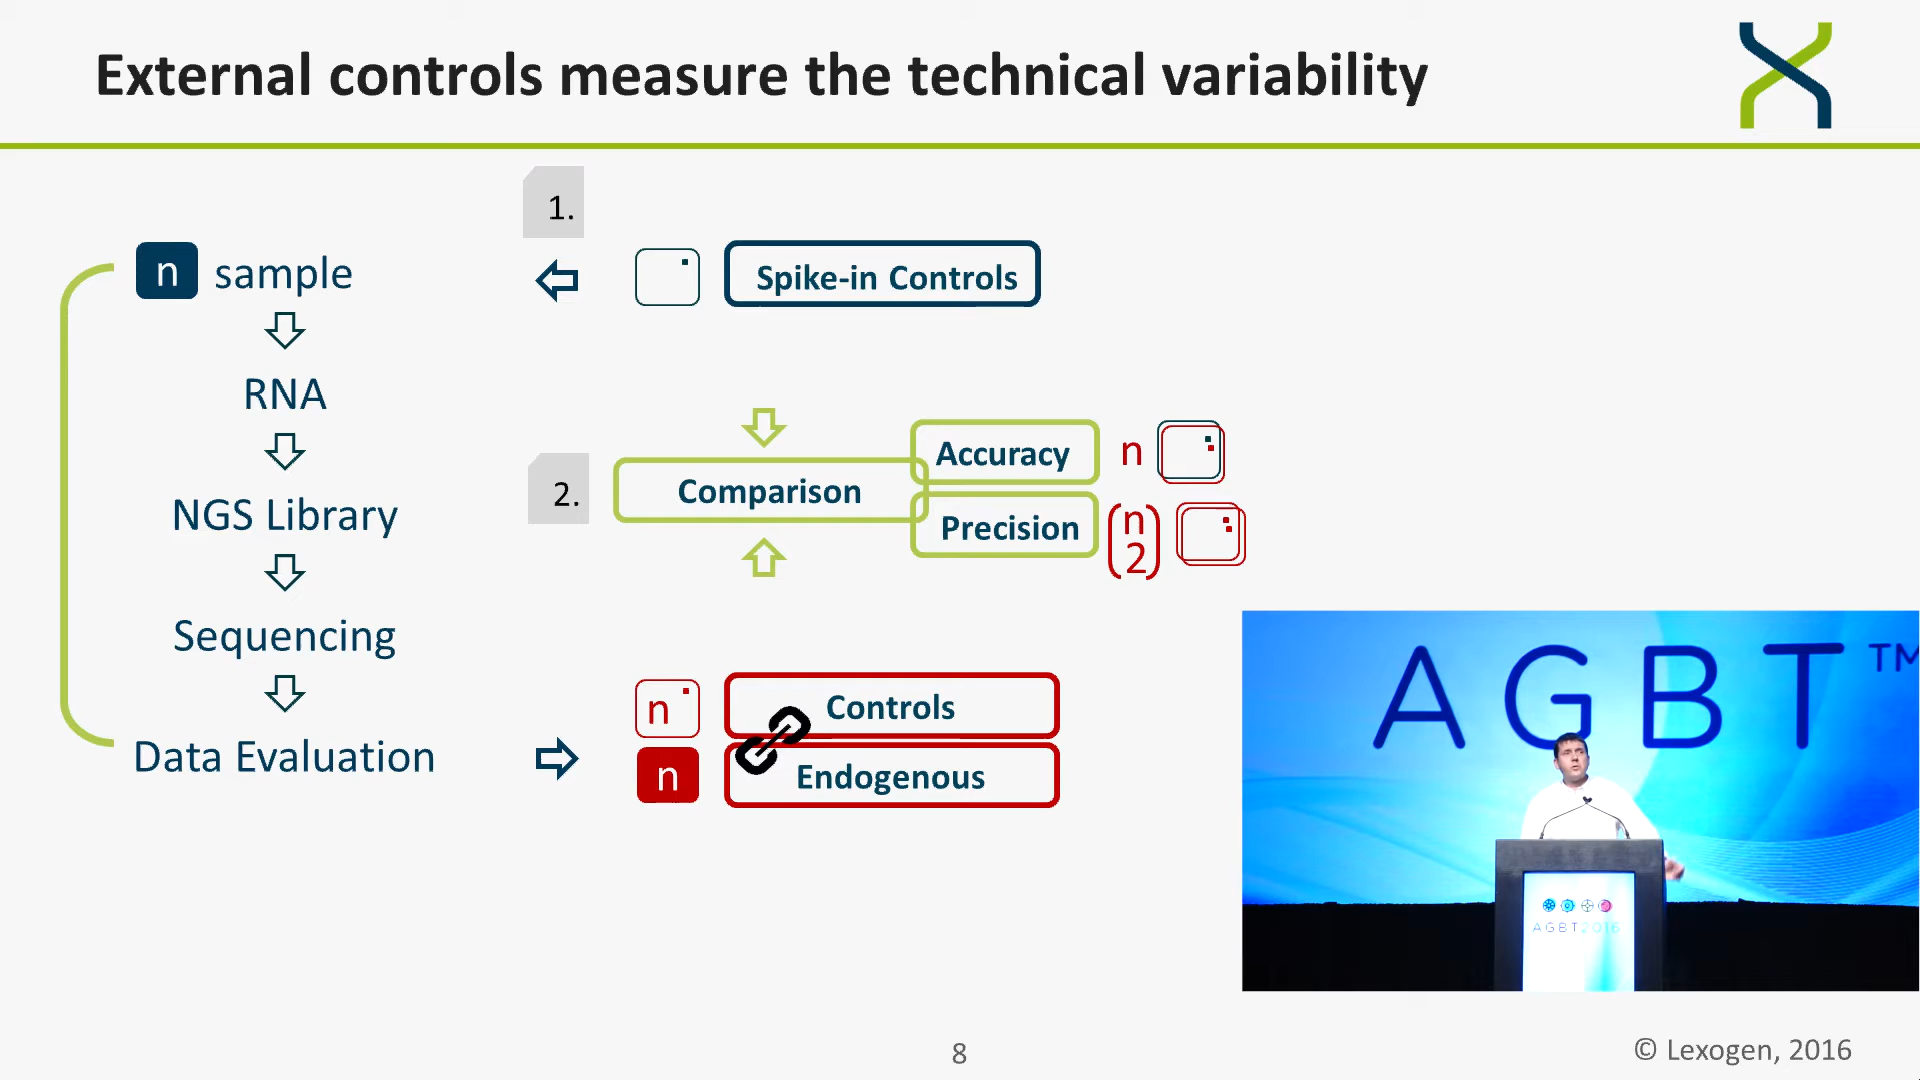 External controls measure the technical variability
1.
n sample
Spike-in Controls
RNA
Accuracy n
2.
Comparison
Precision (n 2)
NGS Library
Sequencing
n Controls
Data Evaluation
n Endogenous
AGBT™
AGBT2016
8
© Lexogen, 2016